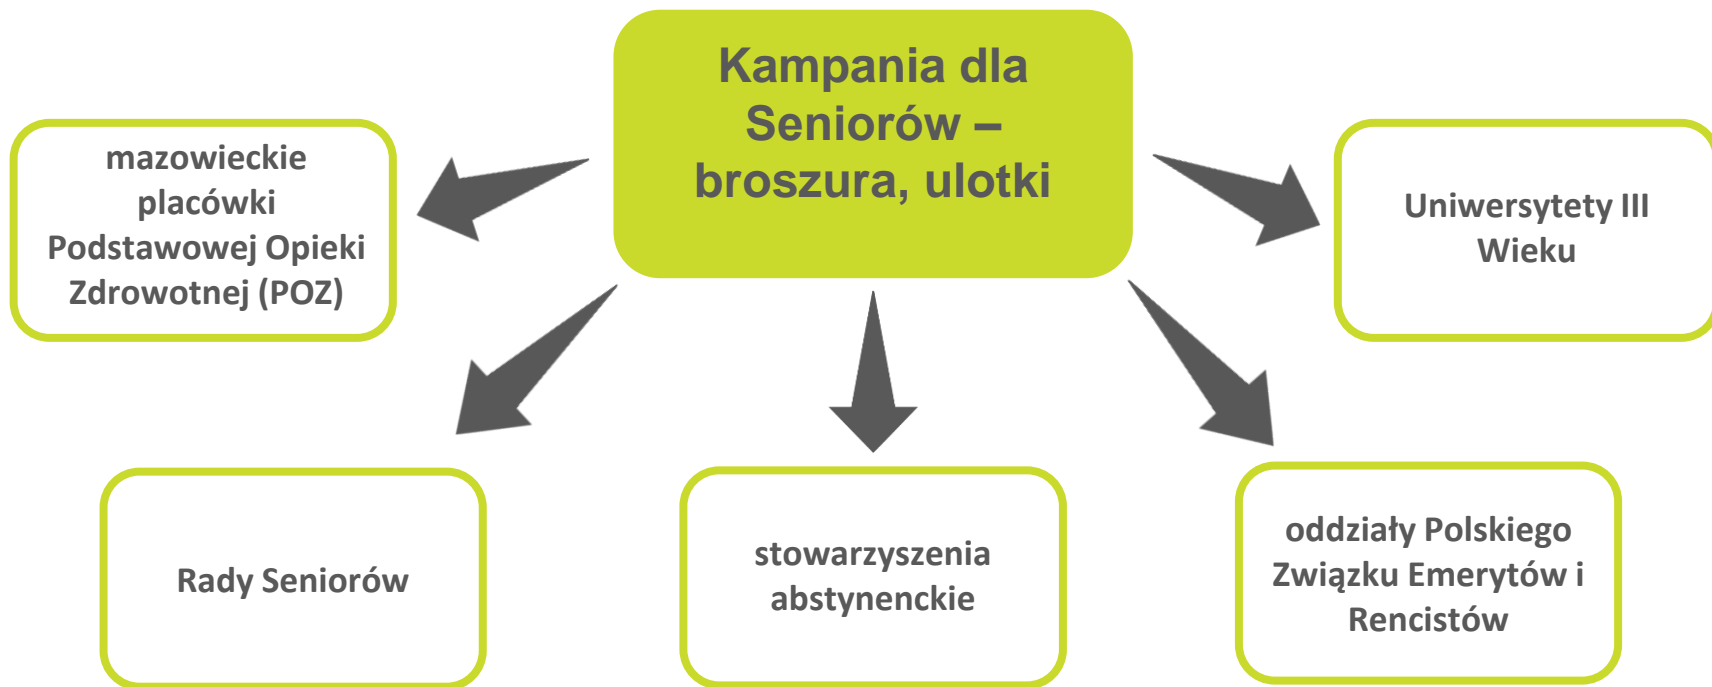 Kampania dla
Seniorów –
broszura, ulotki
mazowieckie
placówki
Podstawowej Opieki
Zdrowotnej (POZ)
Uniwersytety III
Wieku
Rady Seniorów
stowarzyszenia
abstynenckie
oddziały Polskiego
Związku Emerytów i
Rencistów